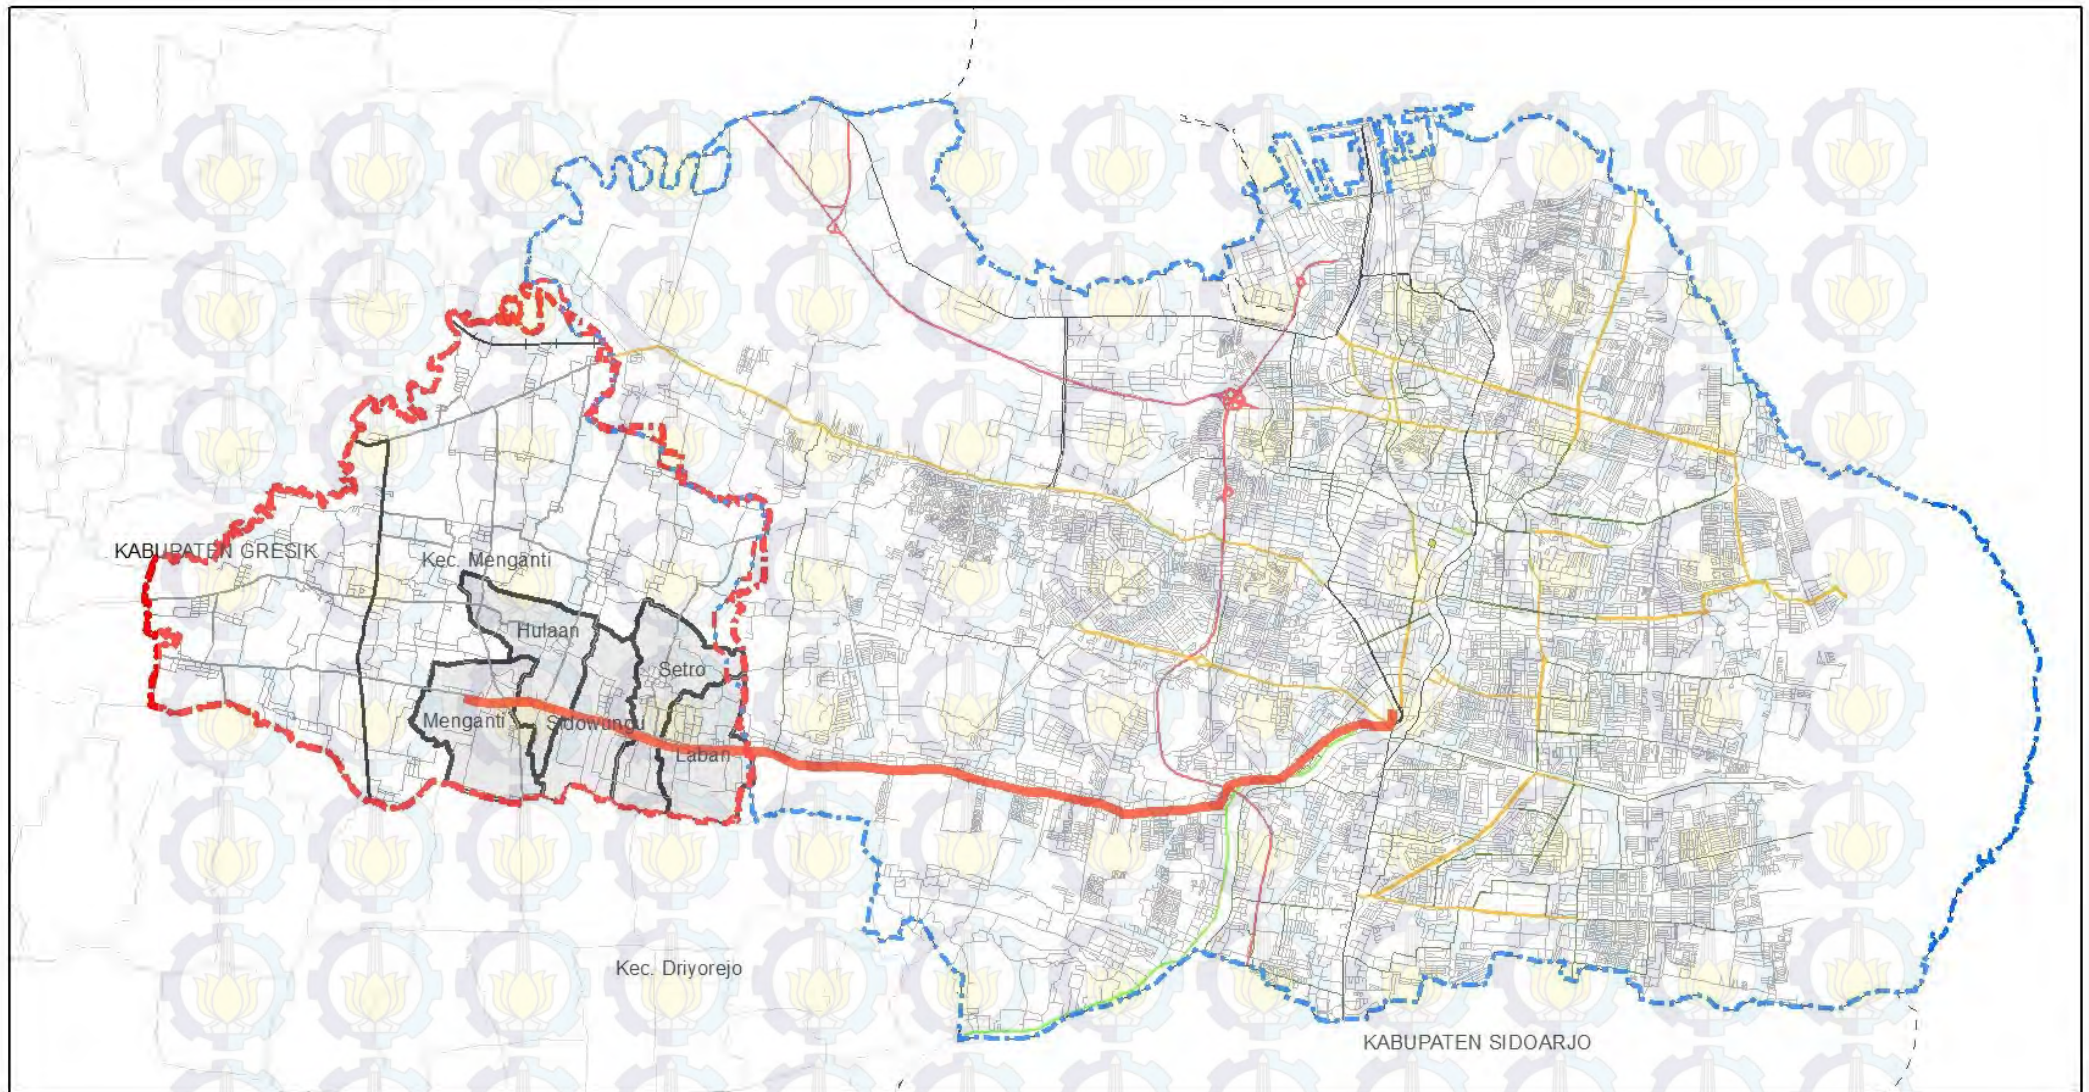 KABUPATEN GRESIK
Kec. Menganti
Hulaan
Setro
Menganti
Sidowungu
Laban
Kec. Driyorejo
KABUPATEN SIDOARJO